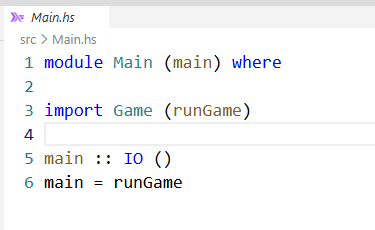 Main.hs
src > Main.hs
1 module Main (main) where
2
3 import Game (runGame)
4
5 main :: IO ()
6 main = runGame